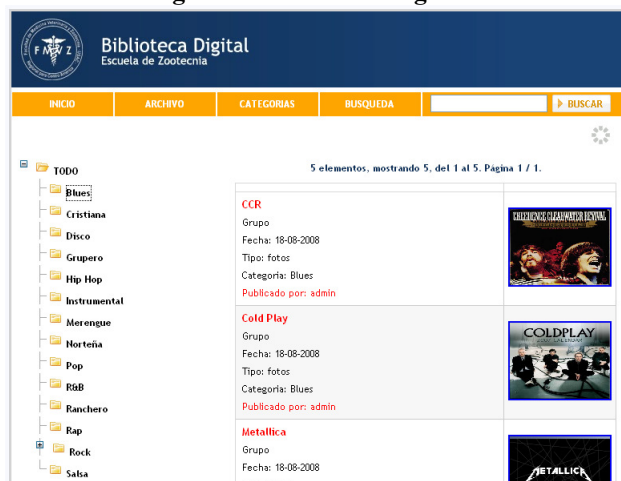 F M V Z
Biblioteca Digital
Escuela de Zootecnia
INICIO ARCHIVO CATEGORIAS BUSQUEDA BUSCAR
5 elementos, mostrando 5, del 1 al 5. Página 1 / 1.
TODO
Blues
Cristiana
Disco
Grupero
Hip Hop
Instrumental
Merengue
Norteña
Pop
R&B
Ranchero
Rap
Rock
Salsa
CCR
Grupo
Fecha: 18-08-2008
Tipo: fotos
Categoria: Blues
Publicado por: admin
CREEDENCE CLEARWATER REVIVAL
Cold Play
Grupo
Fecha: 18-08-2008
Tipo: fotos
Categoria: Blues
Publicado por: admin
COLDPLAY
Metallica
Grupo
Fecha: 18-08-2008
METALLICA